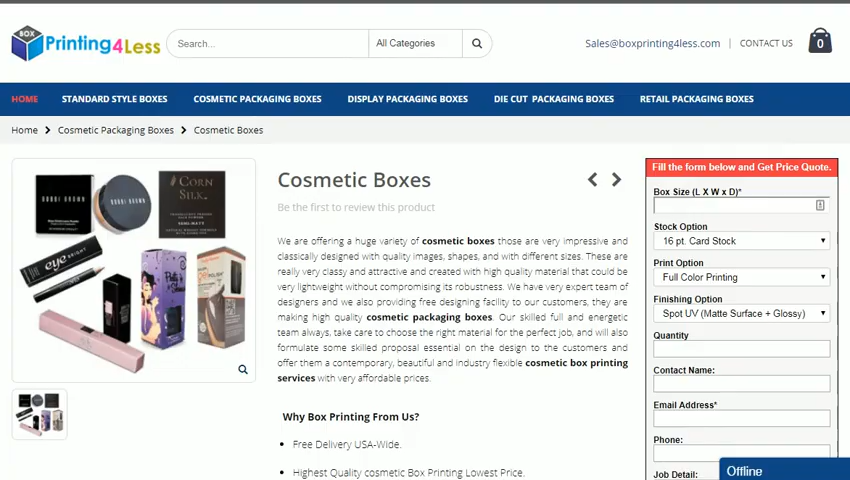 BOX
Printing4Less
Search...
All Categories
Sales@boxprinting4less.com | CONTACT US
0
HOME STANDARD STYLE BOXES COSMETIC PACKAGING BOXES DISPLAY PACKAGING BOXES DIE CUT PACKAGING BOXES RETAIL PACKAGING BOXES
Home Cosmetic Packaging Boxes Cosmetic Boxes
BOBBI BROWN
BOBBI BROWN
CORN
SILK.
eye BRIGHT
Cosmetic Boxes
Be the first to review this product
We are offering a huge variety of cosmetic boxes those are very impressive and
classically designed with quality images, shapes, and with different sizes. These are
really very classy and attractive and created with high quality material that could be
very lightweight without compromising its robustness. We have very expert team of
designers and we also providing free designing facility to our customers, they are
making high quality cosmetic packaging boxes. Our skilled full and energetic
team always, take care to choose the right material for the perfect job, and will also
formulate some skilled proposal essential on the design to the customers and
offer them a contemporary, beautiful and industry flexible cosmetic box printing
services with very affordable prices.
Why Box Printing From Us?
Free Delivery USA-Wide.
Highest Quality cosmetic Box Printing Lowest Price.
Fill the form below and Get Price Quote.
Box Size (L X W x D)*
Stock Option
16 pt. Card Stock
Print Option
Full Color Printing
Finishing Option
Spot UV (Matte Surface + Glossy)
Quantity
Contact Name:
Email Address*
Phone:
Job Detail:
Offline